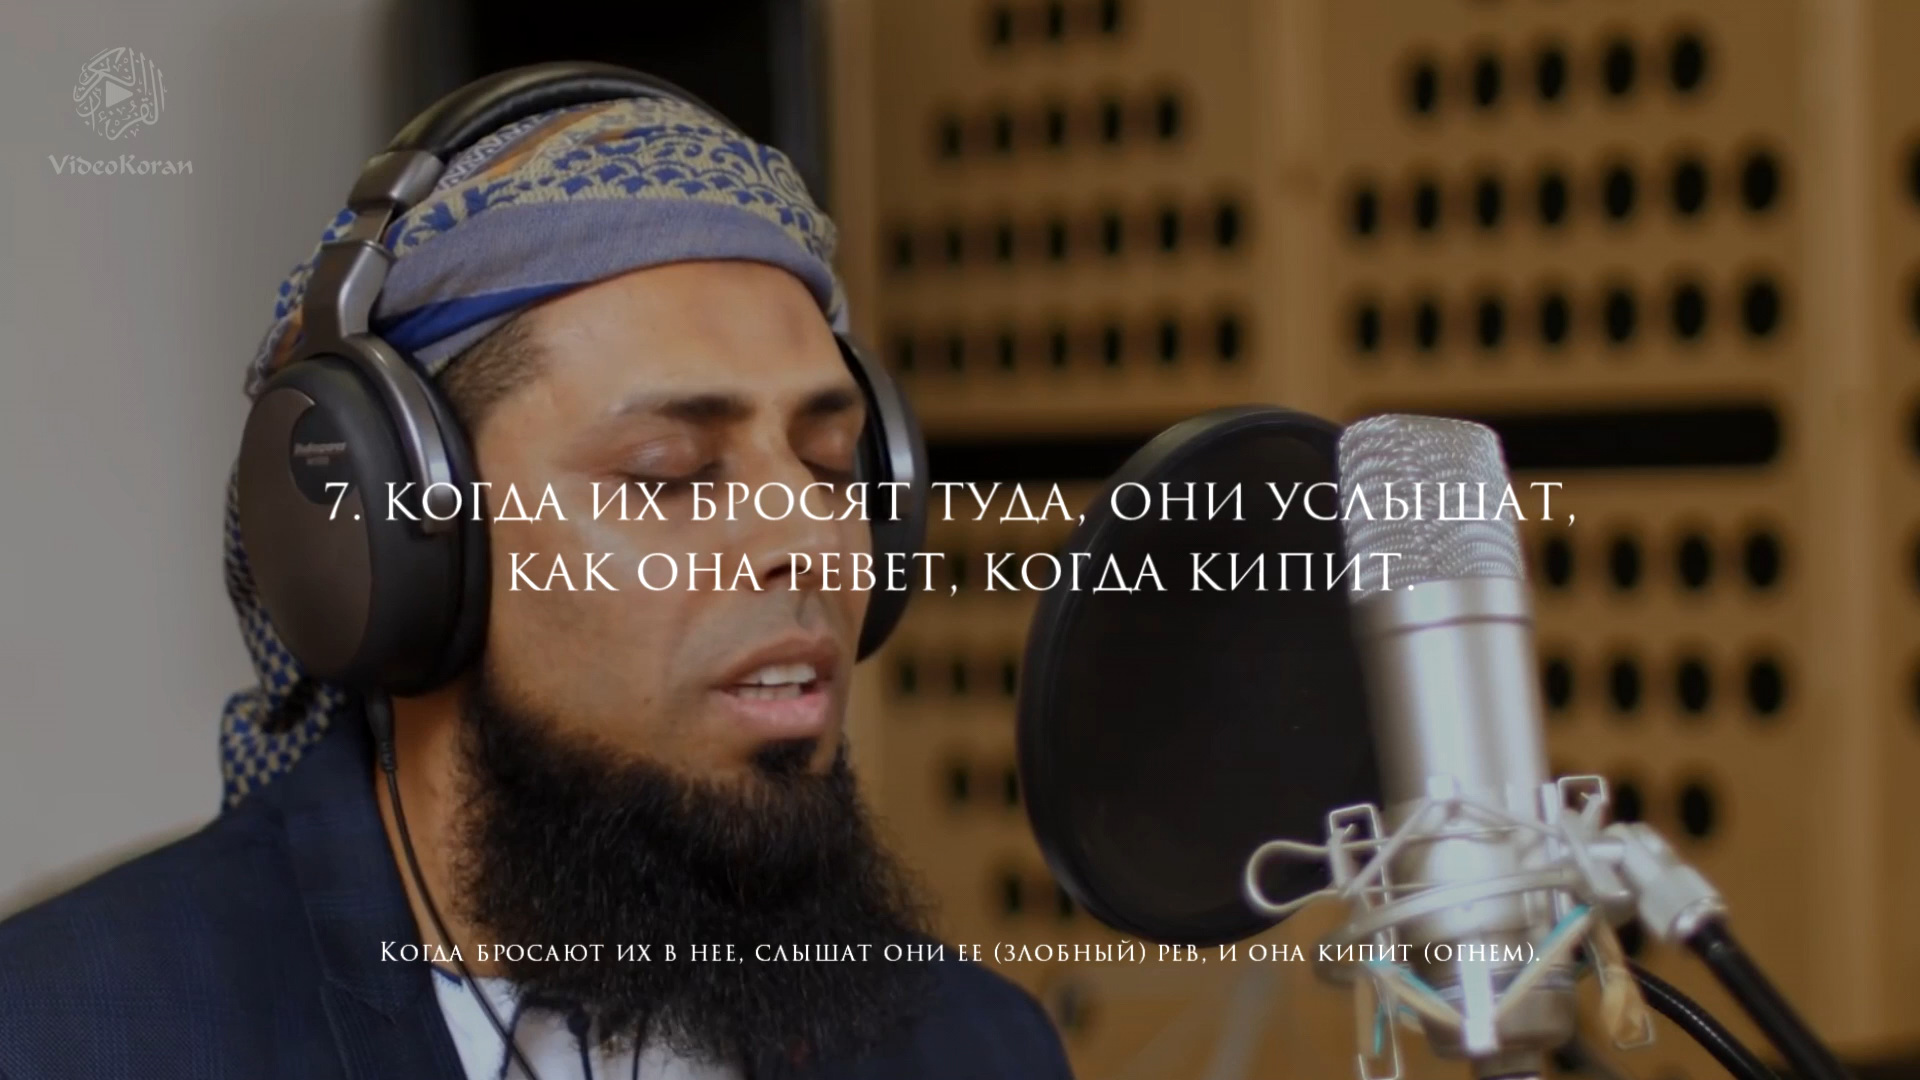 VideoKoran
7. КОГДА ИХ БРОСЯТ ТУДА, ОНИ УСЛЫШАТ,
КАК ОНА РЕВЕТ, КОГДА КИПИТ.
Когда бросают их в нее, слышат они ее (злобный) рев, и она кипит (огнем).